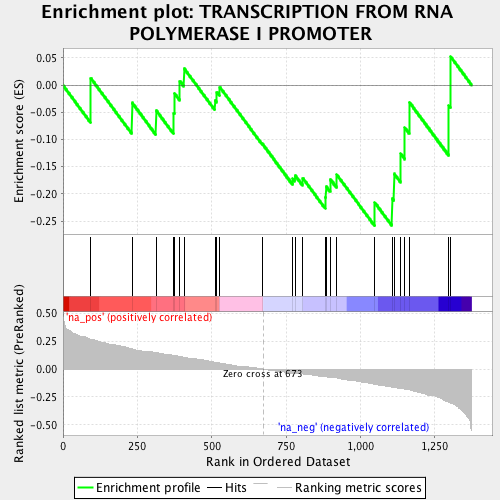 Enrichment plot: TRANSCRIPTION FROM RNA
POLYMERASE I PROMOTER
Enrichment score (ES)
0.05
0.00
-0.05
-0.10
-0.15
-0.20
-0.25
Ranked list metric (PreRanked)
0.50
0.25
0.00
-0.25
-0.50
'na_pos' (positively correlated)
Zero cross at 673
'na_neg' (negatively correlated)
0
250
500
750
1,000
1,250
Rank in Ordered Dataset
Enrichment profile
Hits
Ranking metric scores